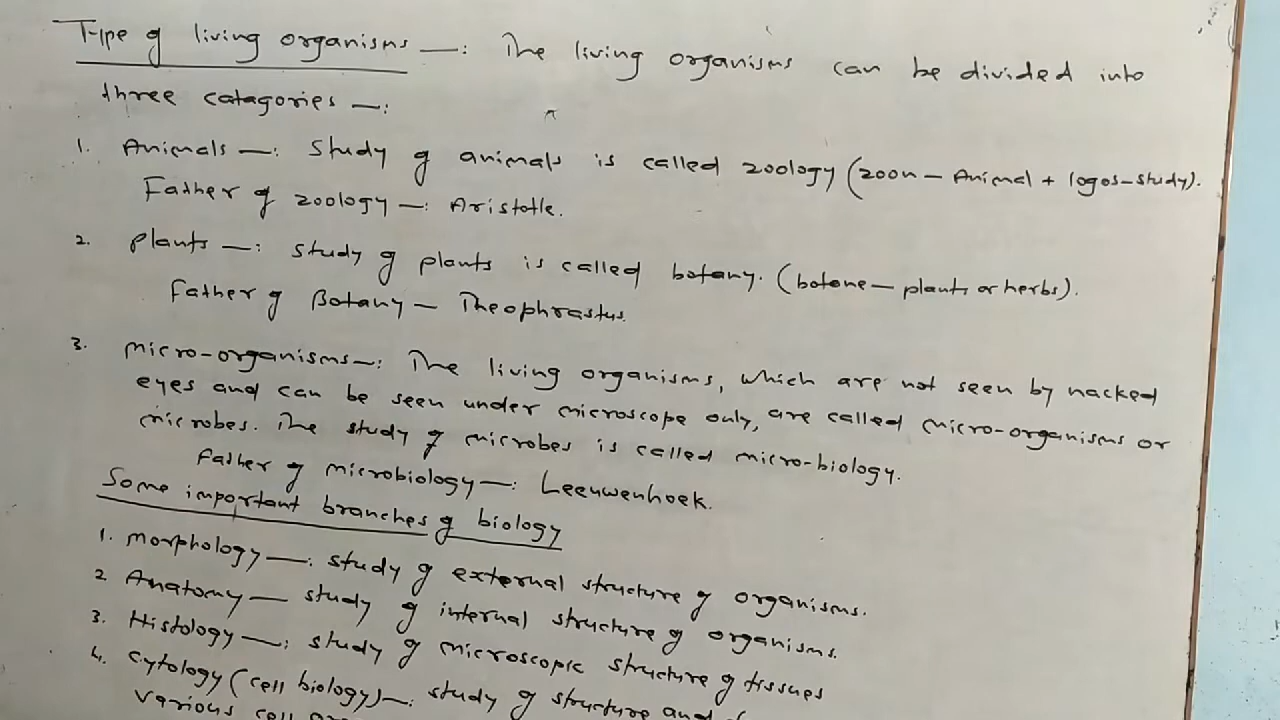 Type of living organisms —: The living organisms can be divided into
three catagories —:
1. Animals —: Study of animals is called zoology (zoon – Animal + logos–study).
Father of zoology —: Aristotle.
2. Plants —: study of plants is called botany. (botane – plants or herbs).
Father of Botany – Theophrastus.
3. Micro-organisms —: The living organisms, which are not seen by nacked
eyes and can be seen under microscope only, are called micro-organisms or
microbes. The study of microbes is called micro-biology.
Father of microbiology —: Leeuwenhoek.
Some important branches of biology
1. Morphology —: study of external structure of organisms.
2. Anatomy — study of internal structure of organisms.
3. Histology —: study of microscopic structure of tissues
4. Cytology (cell biology) —: study of structure and
various cell